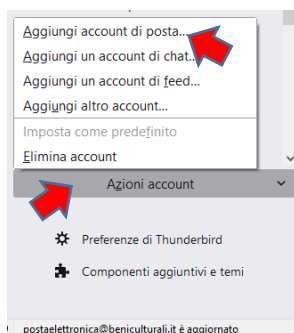 Aggiungi account di posta...
Aggiungi un account di chat...
Aggiungi un account di feed...
Aggiungi altro account...
Imposta come predefinito
Elimina account
Azioni account
Preferenze di Thunderbird
Componenti aggiuntivi e temi
postaelettronica@beniculturali.it è aggiornato